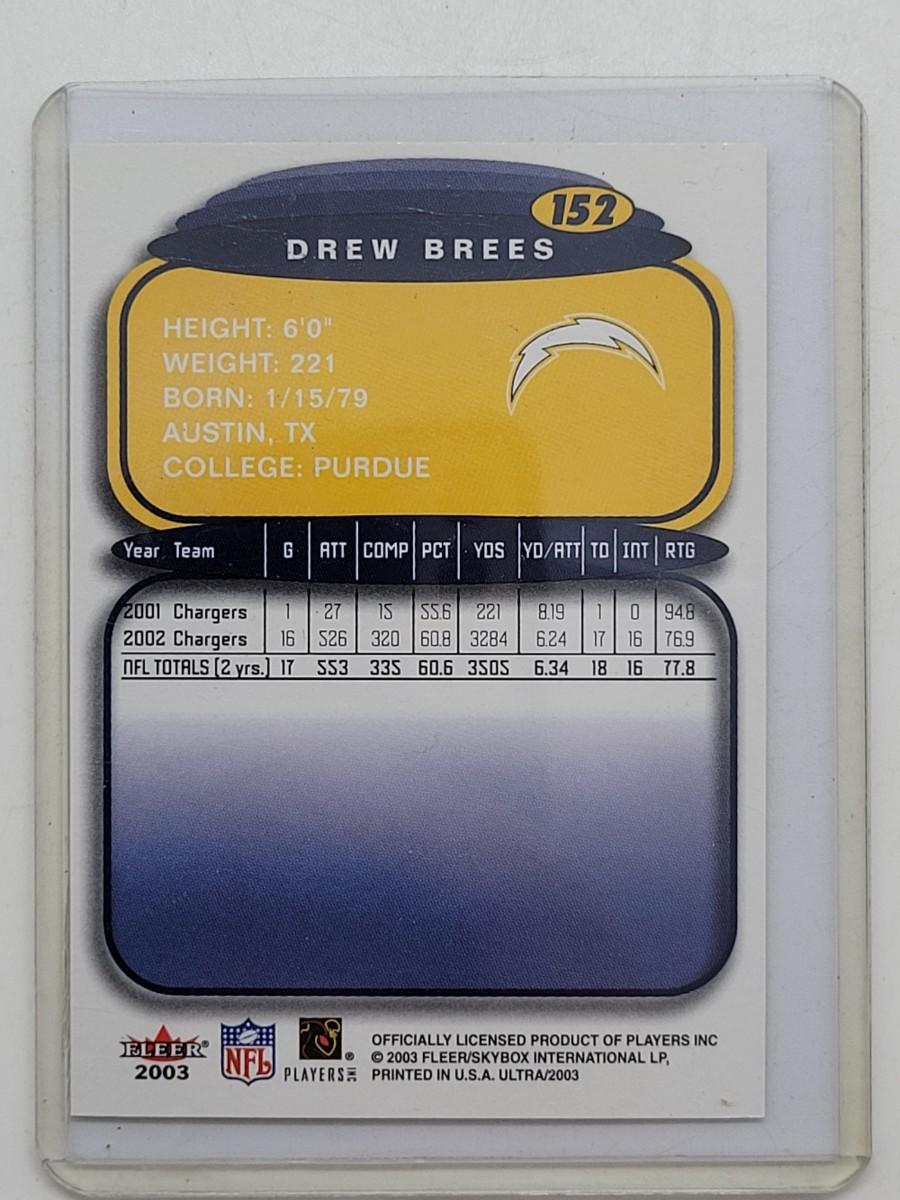 152
DREW BREES
HEIGHT: 6'0"
WEIGHT: 221
BORN: 1/15/79
AUSTIN, TX
COLLEGE: PURDUE
Year Team G ATT COMP PCT YDS YD/ATT TD INT RTG
2001 Chargers 1 27 15 55.6 221 8.19 1 0 94.8
2002 Chargers 16 526 320 60.8 3284 6.24 17 16 76.9
NFL TOTALS (2 yrs.) 17 553 335 60.6 3505 6.34 18 16 77.8
FLEER®
2003
NFL
PLAYERS INC ®
OFFICIALLY LICENSED PRODUCT OF PLAYERS INC
© 2003 FLEER/SKYBOX INTERNATIONAL LP,
PRINTED IN U.S.A. ULTRA/2003